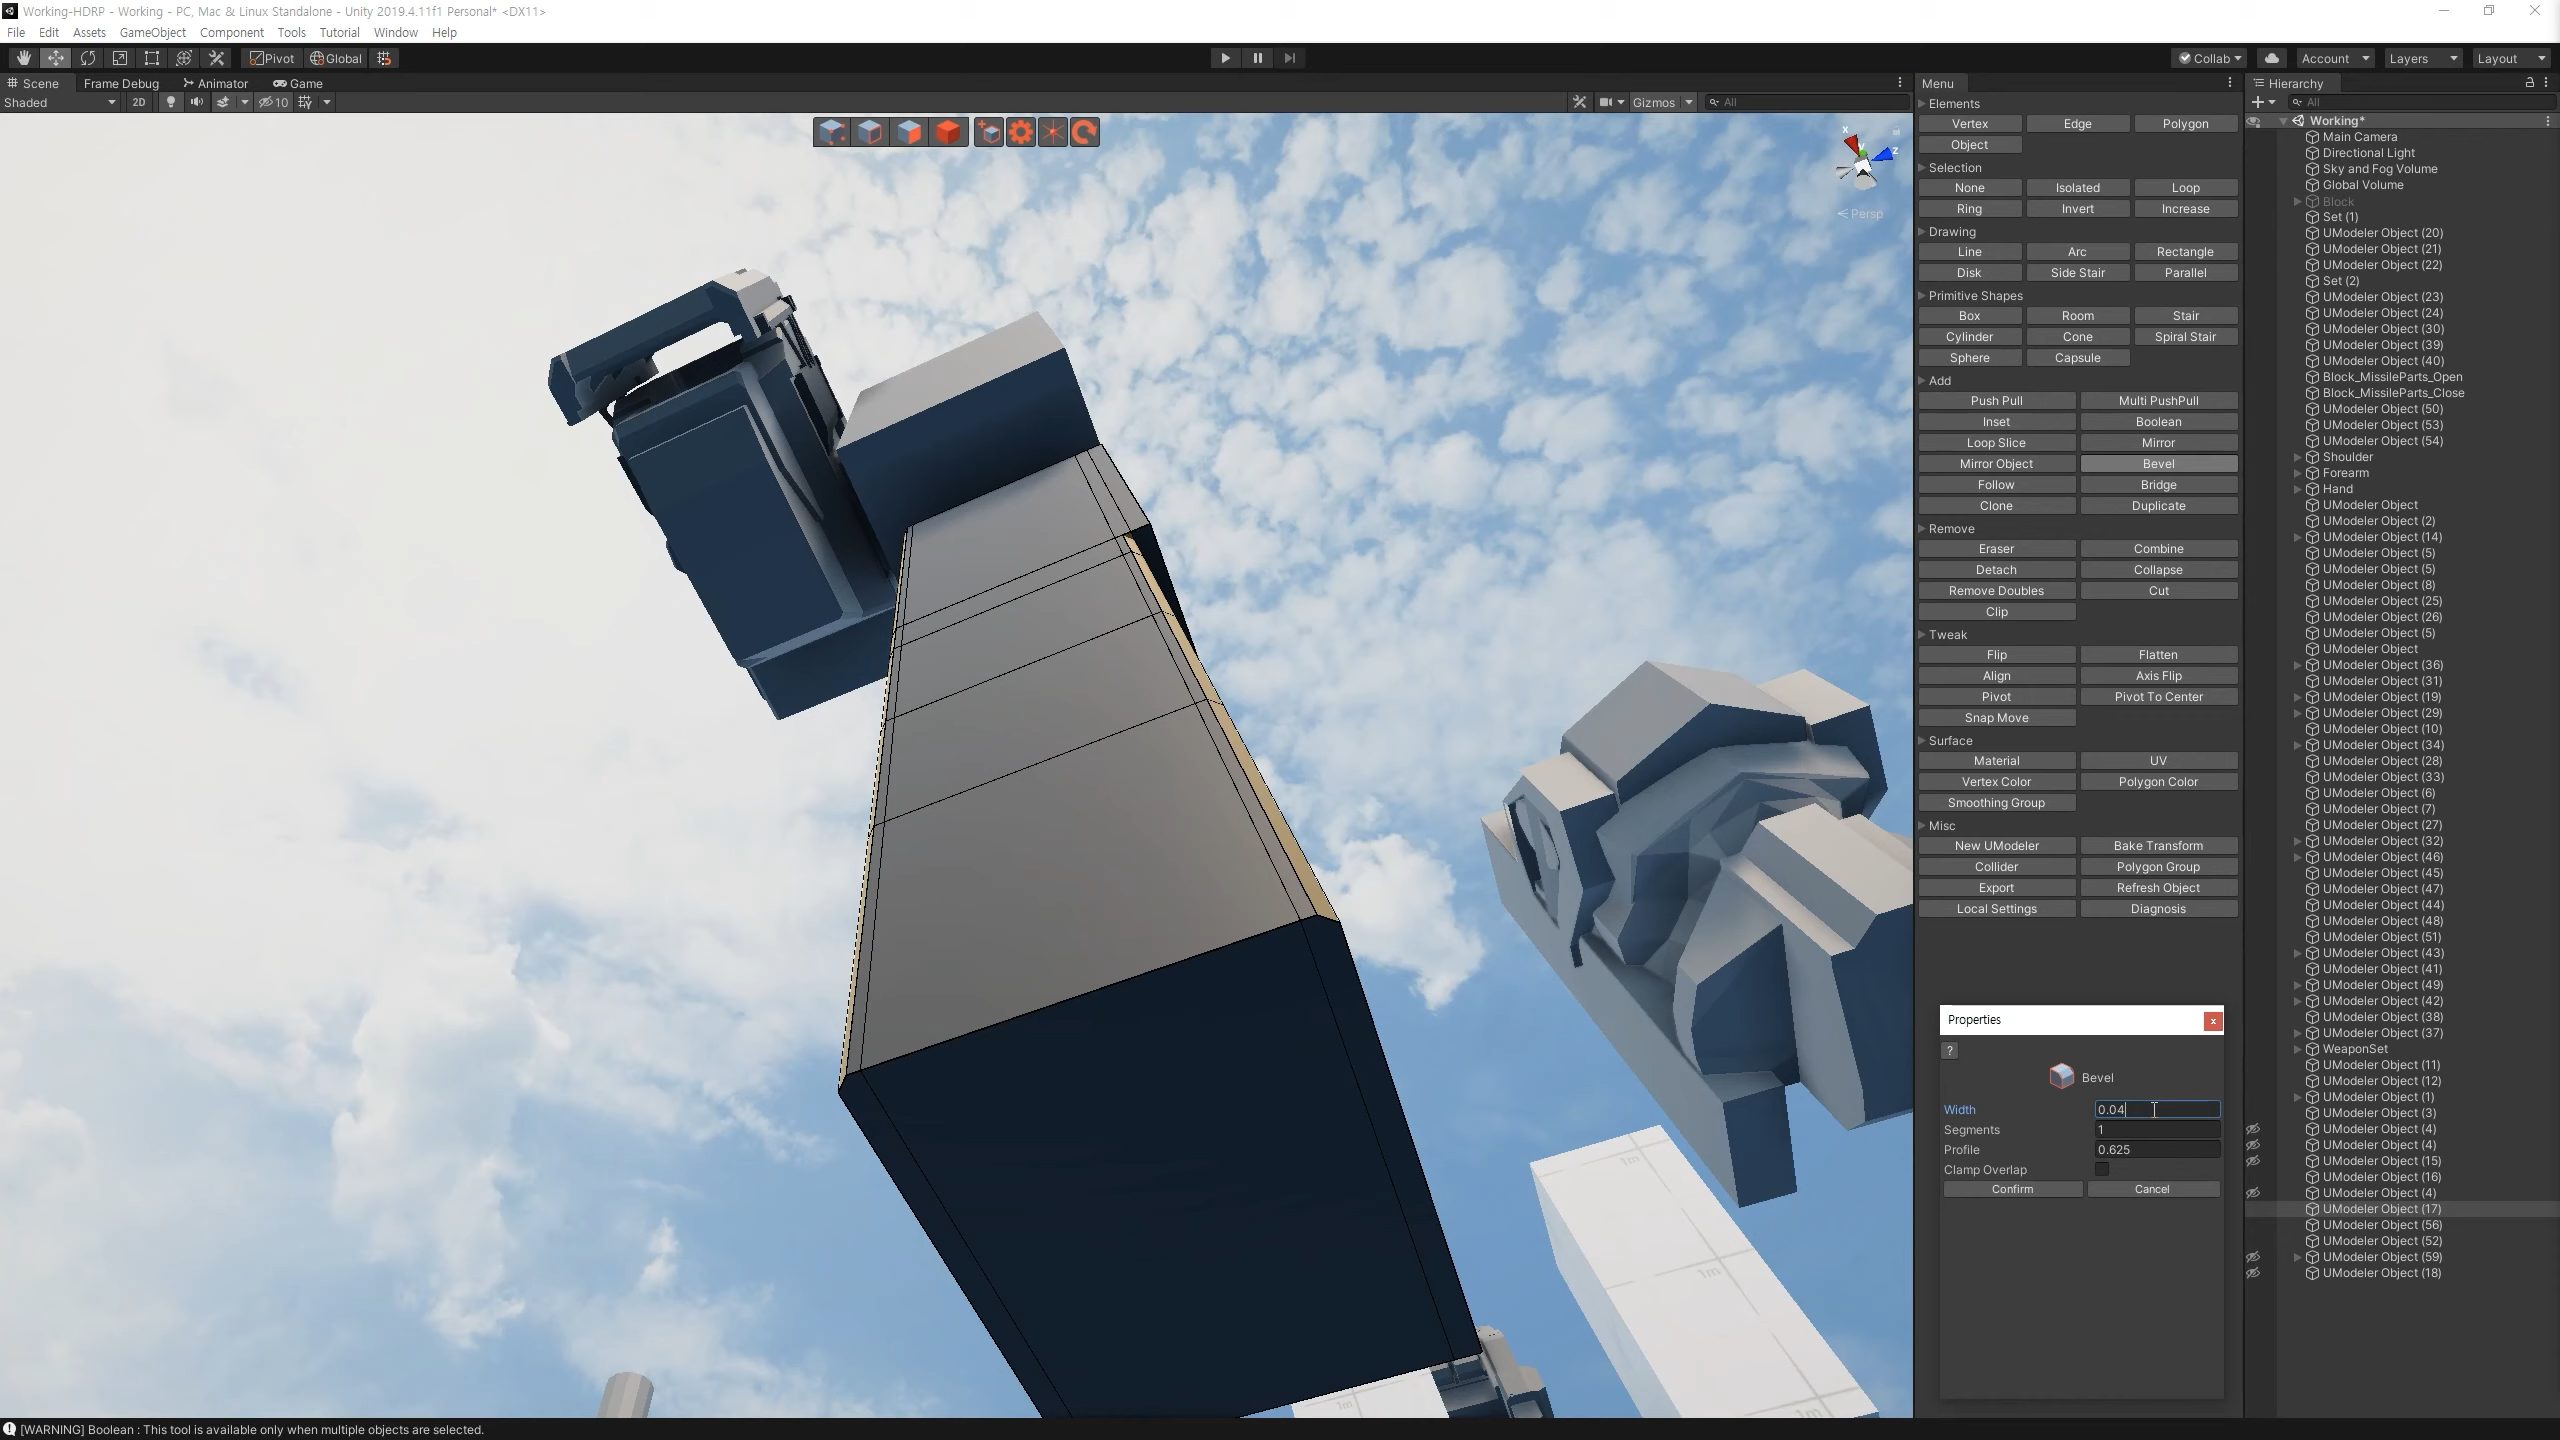 Working-HDRP - Working - PC, Mac & Linux Standalone - Unity 2019.4.11f1 Personal* <DX11>
File Edit Assets GameObject Component Tools Tutorial Window Help
Pivot Global Collab Account Layers Layout
Scene Frame Debug Animator Game
Shaded 2D 10 Gizmos All
x
y
z
Persp
Menu
Elements
Vertex Edge Polygon
Object
Selection
None Isolated Loop
Ring Invert Increase
Drawing
Line Arc Rectangle
Disk Side Stair Parallel
Primitive Shapes
Box Room Stair
Cylinder Cone Spiral Stair
Sphere Capsule
Add
Push Pull Multi PushPull
Inset Boolean
Loop Slice Mirror
Mirror Object Bevel
Follow Bridge
Clone Duplicate
Remove
Eraser Combine
Detach Collapse
Remove Doubles Cut
Clip
Tweak
Flip Flatten
Align Axis Flip
Pivot Pivot To Center
Snap Move
Surface
Material UV
Vertex Color Polygon Color
Smoothing Group
Misc
New UModeler Bake Transform
Collider Polygon Group
Export Refresh Object
Local Settings Diagnosis
Properties x
?
Bevel
Width 0.04
Segments 1
Profile 0.625
Clamp Overlap
Confirm Cancel
Hierarchy
All
Working*
Main Camera
Directional Light
Sky and Fog Volume
Global Volume
Block
Set (1)
UModeler Object (20)
UModeler Object (21)
UModeler Object (22)
Set (2)
UModeler Object (23)
UModeler Object (24)
UModeler Object (30)
UModeler Object (39)
UModeler Object (40)
Block_MissileParts_Open
Block_MissileParts_Close
UModeler Object (50)
UModeler Object (53)
UModeler Object (54)
Shoulder
Forearm
Hand
UModeler Object
UModeler Object (2)
UModeler Object (14)
UModeler Object (5)
UModeler Object (5)
UModeler Object (8)
UModeler Object (25)
UModeler Object (26)
UModeler Object (5)
UModeler Object
UModeler Object (36)
UModeler Object (31)
UModeler Object (19)
UModeler Object (29)
UModeler Object (10)
UModeler Object (34)
UModeler Object (28)
UModeler Object (33)
UModeler Object (6)
UModeler Object (7)
UModeler Object (27)
UModeler Object (32)
UModeler Object (46)
UModeler Object (45)
UModeler Object (47)
UModeler Object (44)
UModeler Object (48)
UModeler Object (51)
UModeler Object (43)
UModeler Object (41)
UModeler Object (49)
UModeler Object (42)
UModeler Object (38)
UModeler Object (37)
WeaponSet
UModeler Object (11)
UModeler Object (12)
UModeler Object (1)
UModeler Object (3)
UModeler Object (4)
UModeler Object (4)
UModeler Object (15)
UModeler Object (16)
UModeler Object (4)
UModeler Object (17)
UModeler Object (56)
UModeler Object (52)
UModeler Object (59)
UModeler Object (18)
1m
1m
1m
1m
[WARNING] Boolean : This tool is available only when multiple objects are selected.